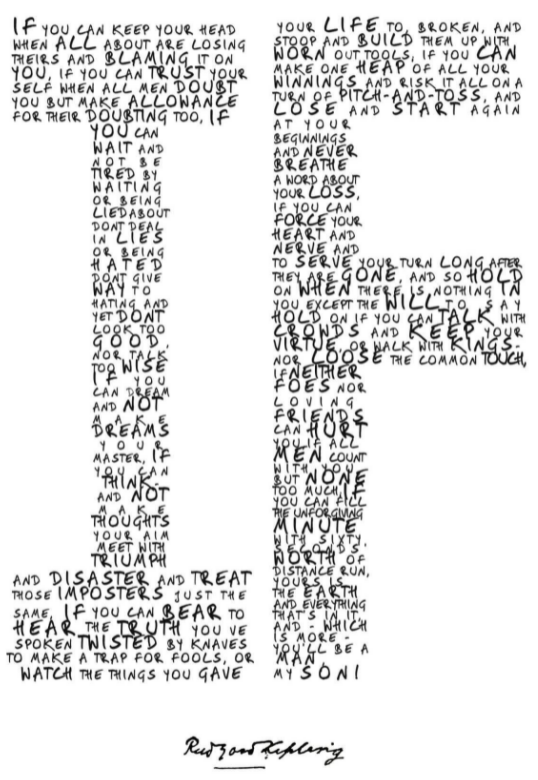 IF YOU CAN KEEP YOUR HEAD
WHEN ALL ABOUT ARE LOSING
THEIRS AND BLAMING IT ON
YOU, IF YOU CAN TRUST YOUR
SELF WHEN ALL MEN DOUBT
YOU BUT MAKE ALLOWANCE
FOR THEIR DOUBTING TOO, IF
YOU CAN
WAIT AND
NOT BE
TIRED BY
WAITING
OR BEING
LIED ABOUT
DONT DEAL
IN LIES
OR BEING
HATED
DONT GIVE
WAY TO
HATING AND
YET DONT
LOOK TOO
GOOD,
NOR TALK
TOO WISE
IF YOU
CAN DREAM
AND NOT
MAKE
DREAMS
YOUR
MASTER, IF
YOU CAN
THINK-
AND NOT
MAKE
THOUGHTS
YOUR AIM
MEET WITH
TRIUMPH
AND DISASTER AND TREAT
THOSE IMPOSTERS JUST THE
SAME, IF YOU CAN BEAR TO
HEAR THE TRUTH YOU VE
SPOKEN TWISTED BY KNAVES
TO MAKE A TRAP FOR FOOLS, OR
WATCH THE THINGS YOU GAVE
YOUR LIFE TO, BROKEN, AND
STOOP AND BUILD THEM UP WITH
WORN OUT TOOLS, IF YOU CAN
MAKE ONE HEAP OF ALL YOUR
WINNINGS AND RISK IT ALL ON A
TURN OF PITCH-AND-TOSS, AND
LOSE AND START AGAIN
AT YOUR
BEGINNINGS
AND NEVER
BREATHE
A WORD ABOUT
YOUR LOSS,
IF YOU CAN
FORCE YOUR
HEART AND
NERVE AND
TO SERVE YOUR TURN LONG AFTER
THEY ARE GONE, AND SO HOLD
ON WHEN THERE IS NOTHING IN
YOU EXCEPT THE WILL TO SAY
HOLD ON IF YOU CAN TALK WITH
CROWDS AND KEEP YOUR
VIRTUE, OR WALK WITH KINGS-
NOR LOOSE THE COMMON TOUCH,
IF NEITHER
FOES NOR
LOVING
FRIENDS
CAN HURT
YOU IF ALL
MEN COUNT
WITH YOU
BUT NONE
TOO MUCH, IF
YOU CAN FILL
THE UNFORGIVING
MINUTE
WITH SIXTY
SECONDS'
WORTH OF
DISTANCE RUN,
YOURS IS
THE EARTH
AND EVERYTHING
THAT'S IN IT,
AND - WHICH
IS MORE -
YOU'LL BE A
MAN,
MY SON!
Rudyard Kipling